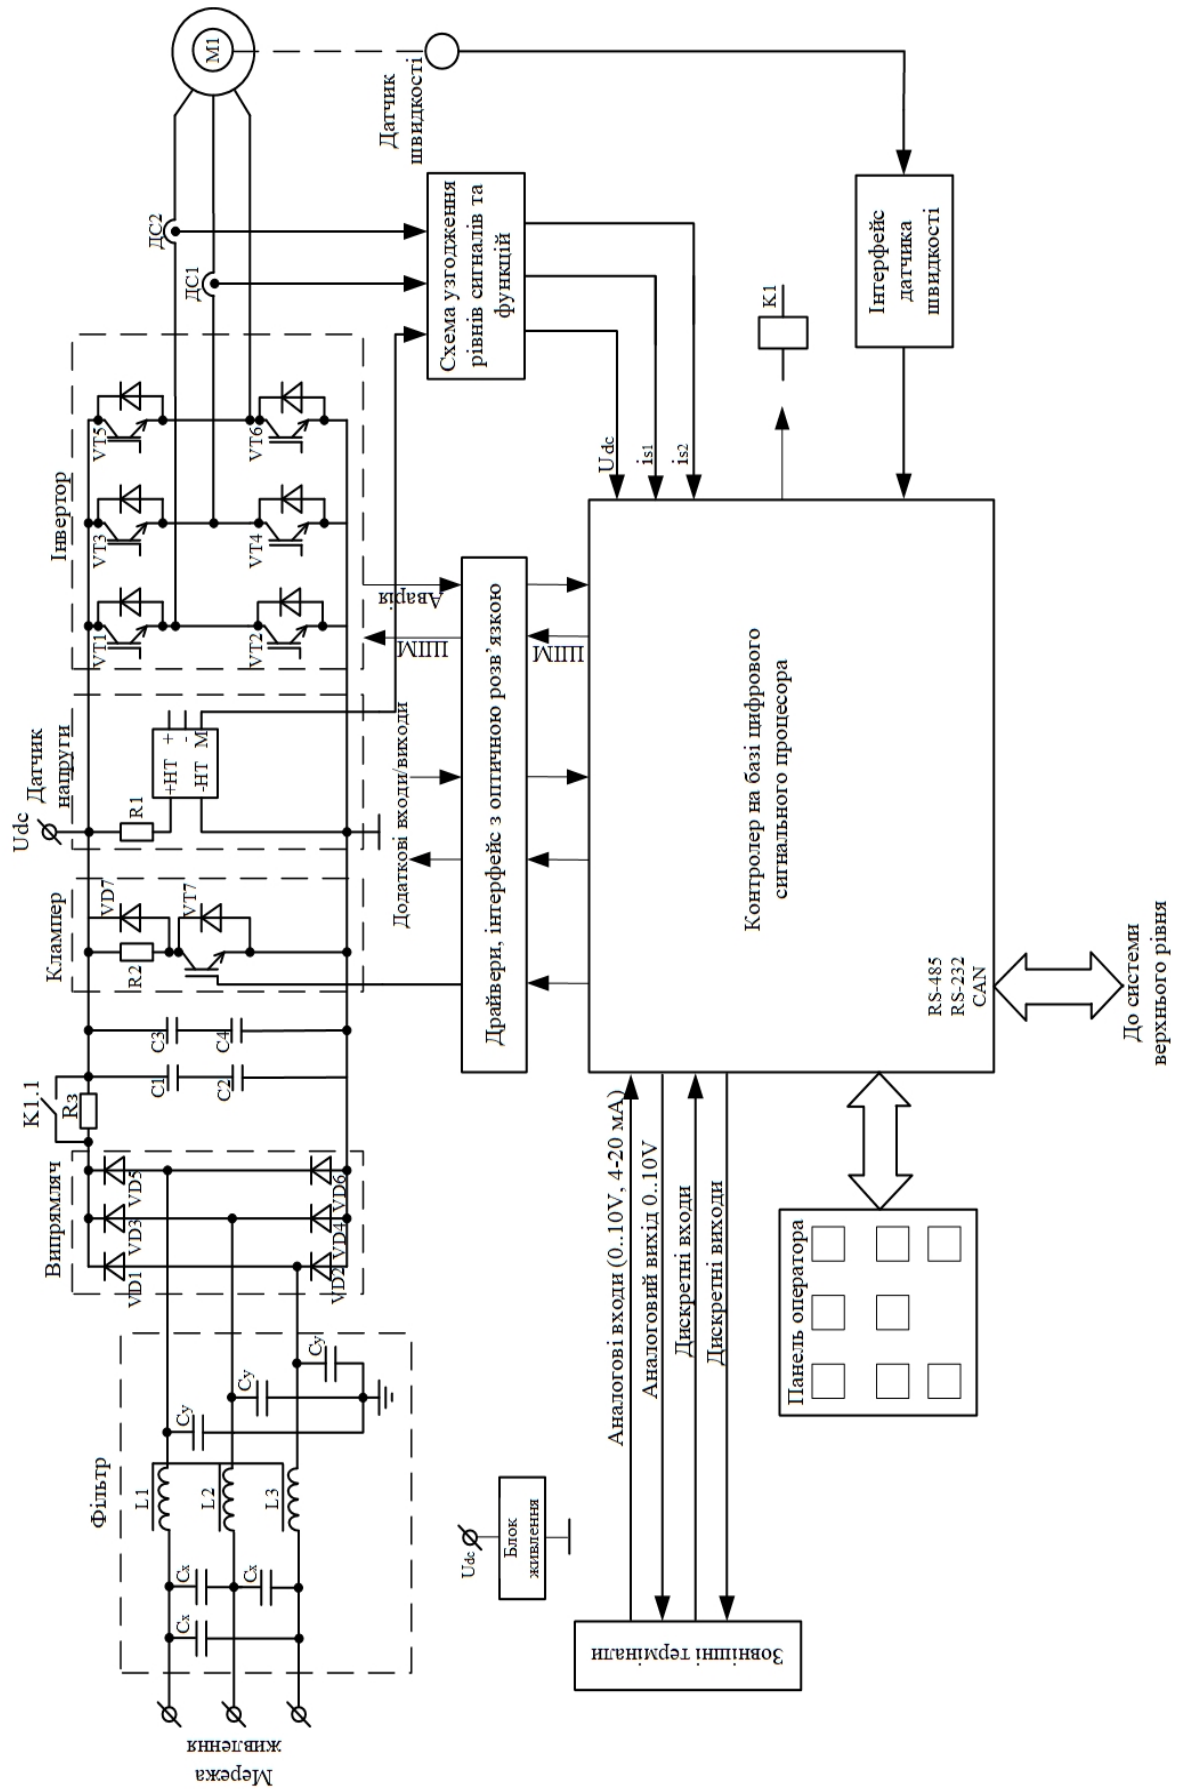 Мережа
живлення
Фільтр
Cx
Cx
Cx
L1
L2
L3
Cy
Cy
Cy
Випрямляч
VD1
VD3
VD5
VD2
VD4
VD6
K1.1
R3
C1
C2
C3
C4
Клампер
R2
VD7
VT7
Udc
Датчик
напруги
R1
+HT +
-
-HT M
Інвертор
VT1
VT3
VT5
VT2
VT4
VT6
ДС1
ДС2
M1
Датчик
швидкості
Схема узгодження
рівнів сигналів та
функцій
Додаткові входи/виходи
ШІМ
Аварія
Драйвери, інтерфейс з оптичною розв’язкою
ШІМ
Udc
is1
is2
K1
Інтерфейс
датчика
швидкості
Контролер на базі цифрового
сигнального процесора
RS-485
RS-232
CAN
До системи
верхнього рівня
Udc
Блок
живлення
Аналогові входи (0..10V, 4-20 мА)
Аналоговий вихід 0..10V
Дискретні входи
Дискретні виходи
Зовнішні термінали
Панель оператора